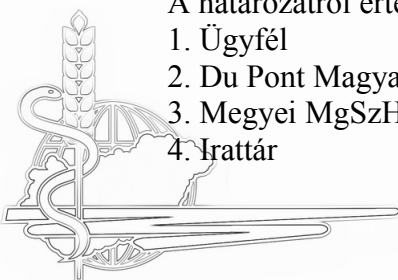 A határozatról érte
1. Ügyfél
2. Du Pont Magya
3. Megyei MgSzH
4. Irattár